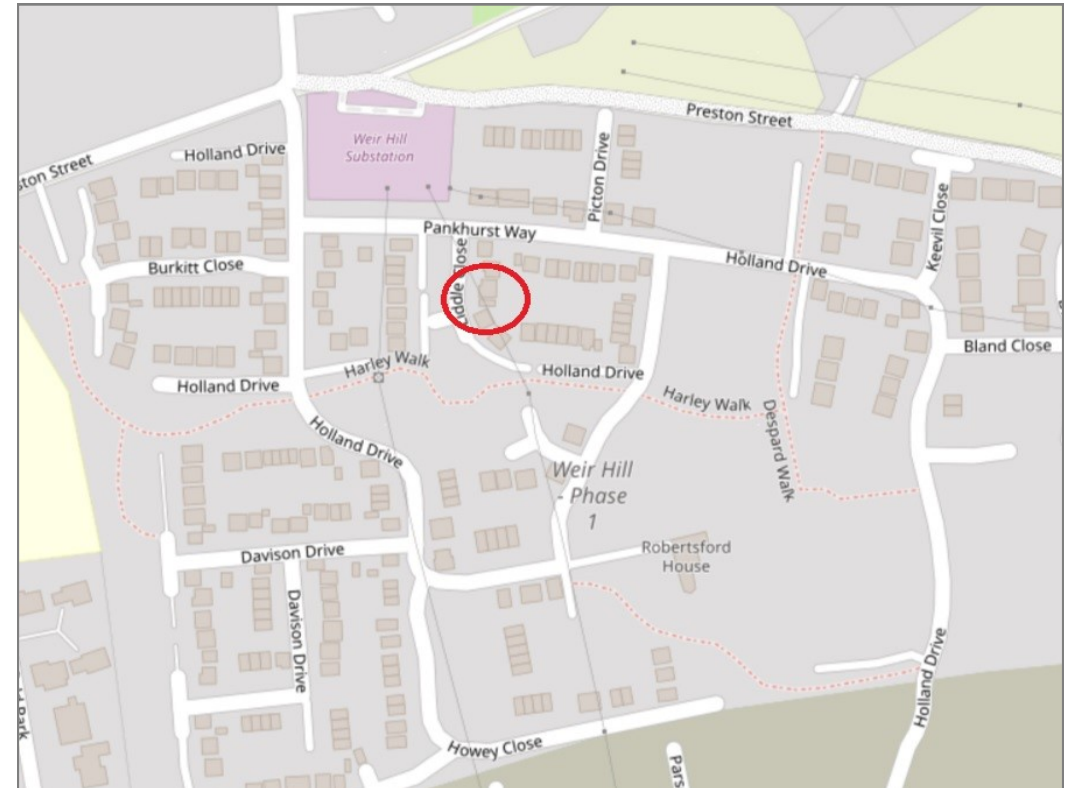 Preston Street
Weir Hill
Substation
Holland Drive
ston Street
Picton Drive
Pankhurst Way
Keevil Close
Burkitt Close
Close
Holland Drive
Bland Close
Harley Walk
Holland Drive
Holland Drive
Harley Walk
Despard Walk
Holland Drive
Weir Hill
- Phase
1
Davison Drive
Robertsford
House
Davison Drive
Holland Drive
Park
Howey Close
Pars